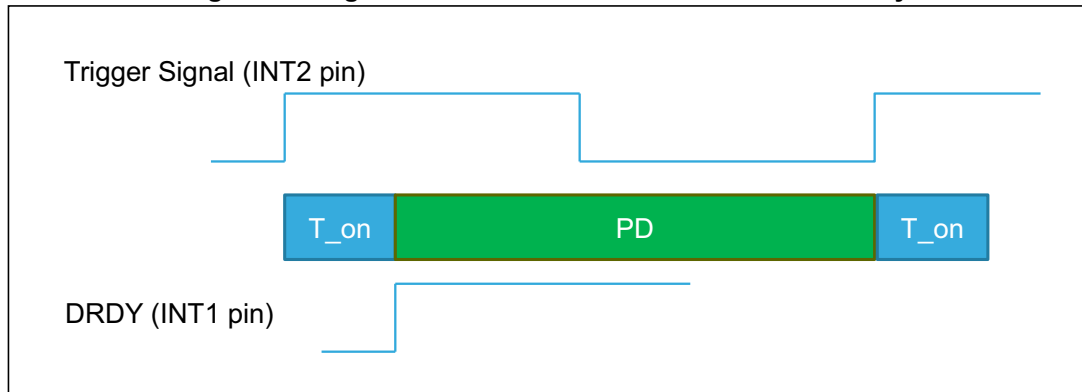 Trigger Signal (INT2 pin)
T_on
PD
T_on
DRDY (INT1 pin)